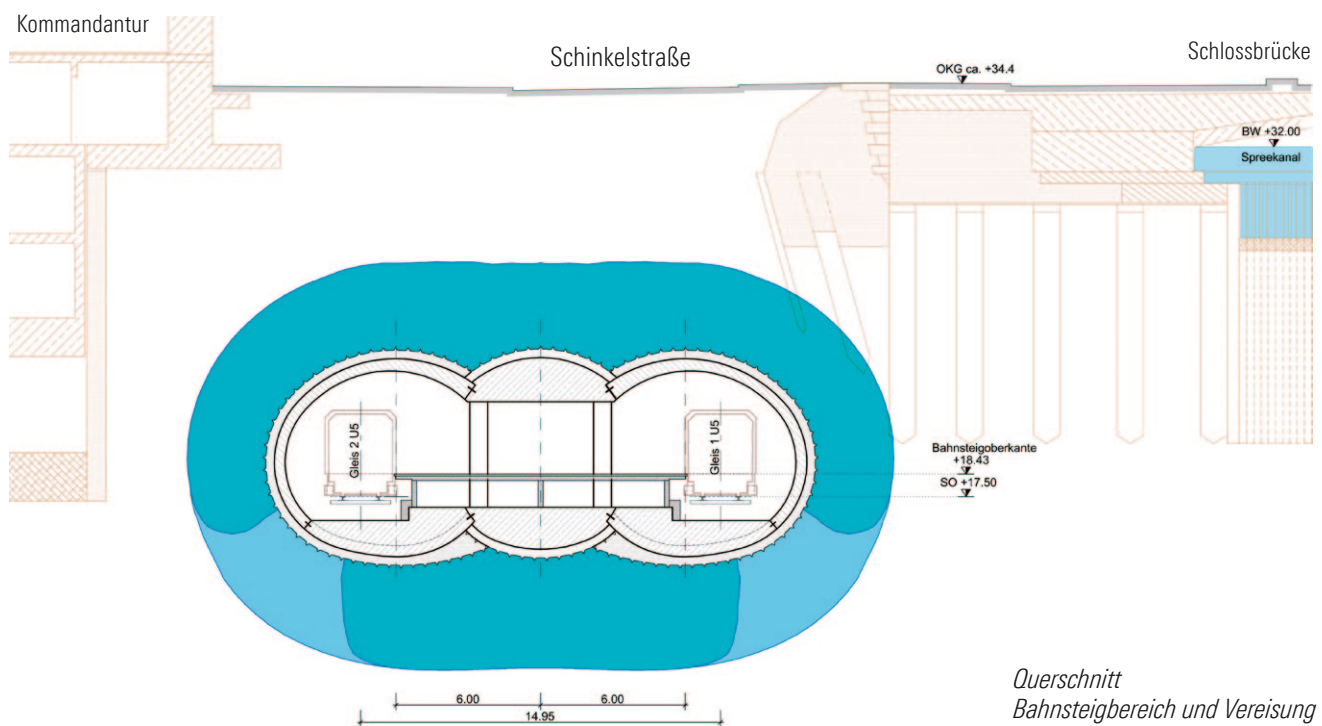 Kommandantur
Schinkelstraße
Schlossbrücke
OKG ca. +34.4
BW +32.00
Spreekanal
Gleis 2 U5
Gleis 1 U5
Bahnsteigoberkante
+18.43
SO +17.50
6.00
6.00
14.95
Querschnitt
Bahnsteigbereich und Vereisung